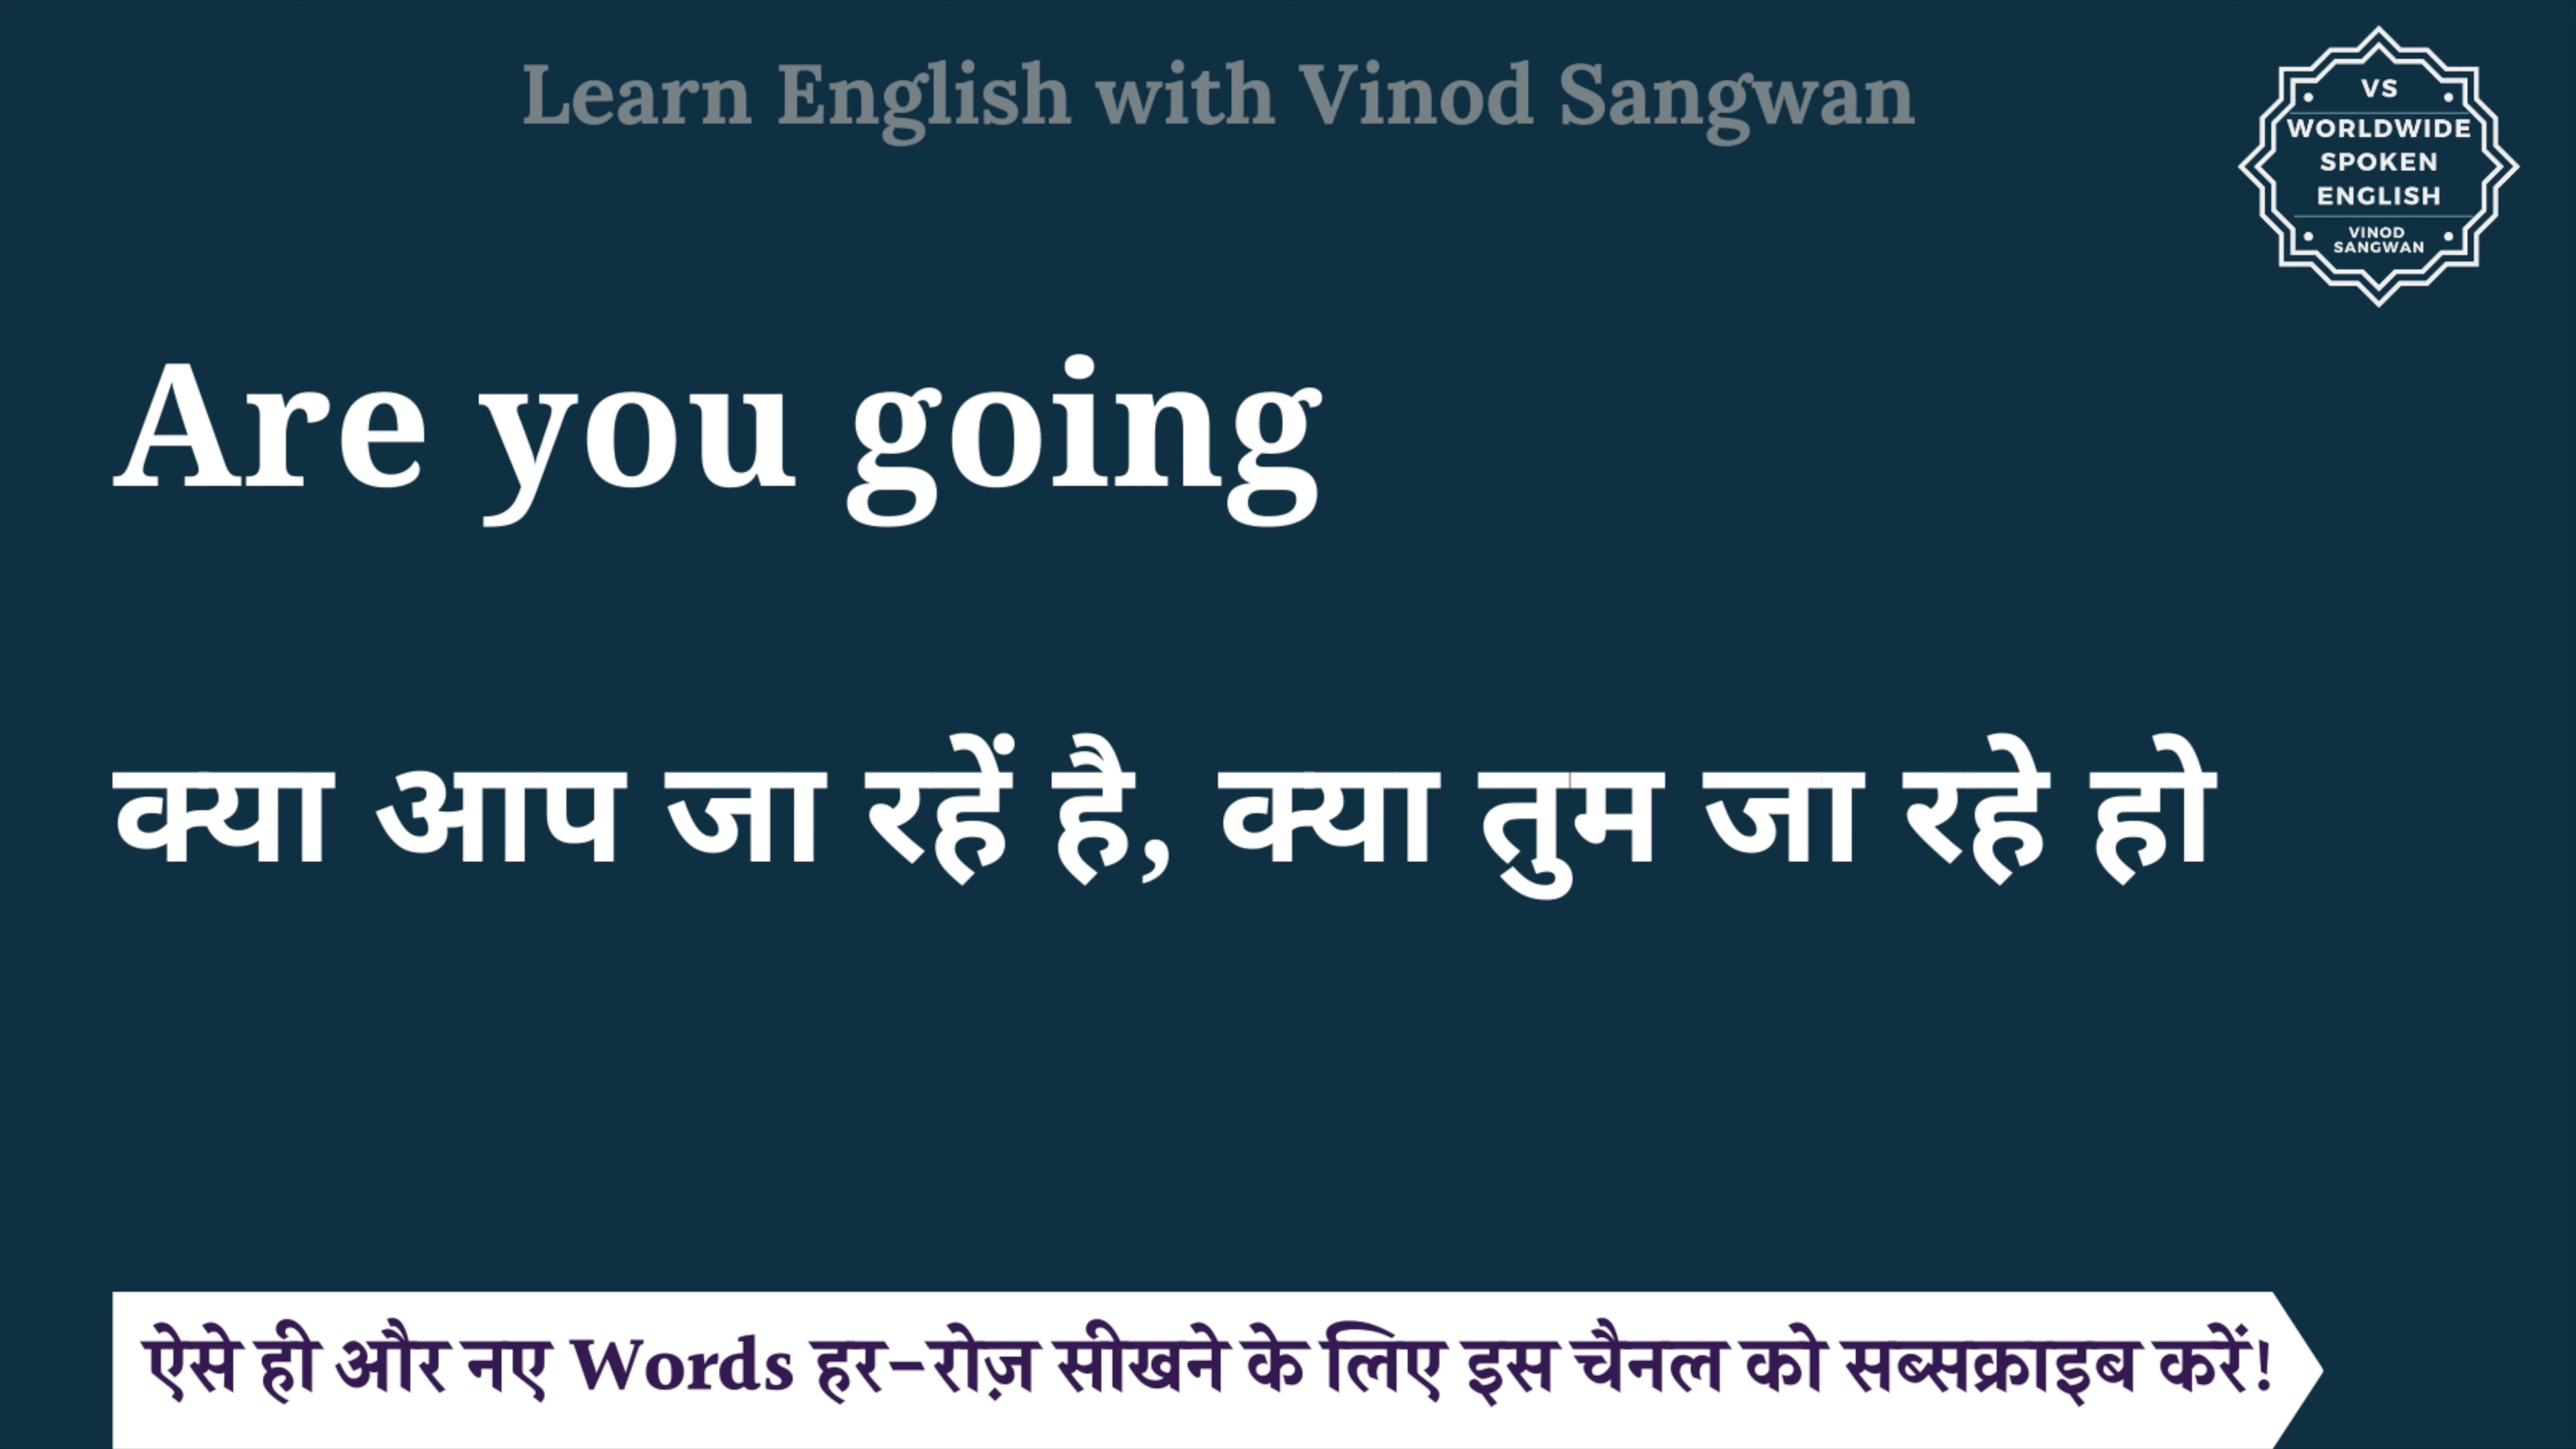 Learn English with Vinod Sangwan
VS
WORLDWIDE
SPOKEN
ENGLISH
VINOD
SANGWAN
Are you going
क्या आप जा रहें है, क्या तुम जा रहे हो
ऐसे ही और नए Words हर-रोज़ सीखने के लिए इस चैनल को सब्सक्राइब करें!